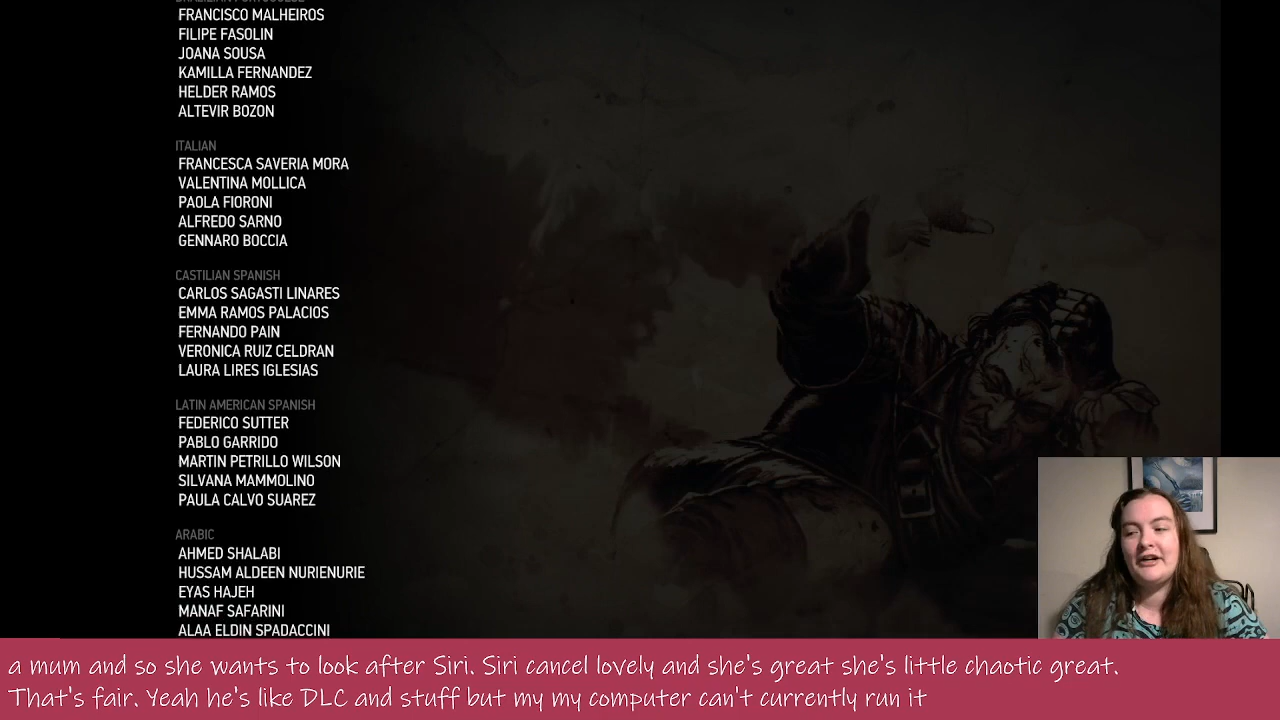 BRAZILIAN PORTUGUESE
FRANCISCO MALHEIROS
FILIPE FASOLIN
JOANA SOUSA
KAMILLA FERNANDEZ
HELDER RAMOS
ALTEVIR BOZON
ITALIAN
FRANCESCA SAVERIA MORA
VALENTINA MOLLICA
PAOLA FIORONI
ALFREDO SARNO
GENNARO BOCCIA
CASTILIAN SPANISH
CARLOS SAGASTI LINARES
EMMA RAMOS PALACIOS
FERNANDO PAIN
VERONICA RUIZ CELDRAN
LAURA LIRES IGLESIAS
LATIN AMERICAN SPANISH
FEDERICO SUTTER
PABLO GARRIDO
MARTIN PETRILLO WILSON
SILVANA MAMMOLINO
PAULA CALVO SUAREZ
ARABIC
AHMED SHALABI
HUSSAM ALDEEN NURIENURIE
EYAS HAJEH
MANAF SAFARINI
ALAA ELDIN SPADACCINI
a mum and so she wants to look after Siri. Siri cancel lovely and she's great she's little chaotic great.
That's fair. Yeah he's like DLC and stuff but my my computer can't currently run it